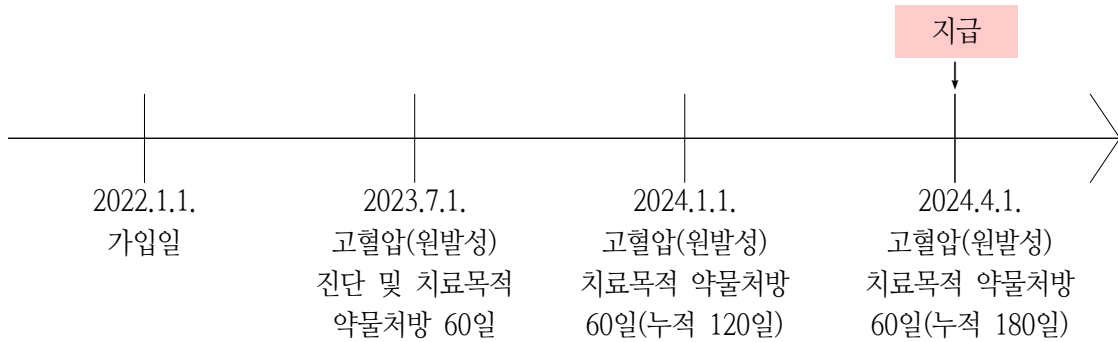 지급
2022.1.1.
가입일
2023.7.1.
고혈압(원발성)
진단 및 치료목적
약물처방 60일
2024.1.1.
고혈압(원발성)
치료목적 약물처방
60일(누적 120일)
2024.4.1.
고혈압(원발성)
치료목적 약물처방
60일(누적 180일)